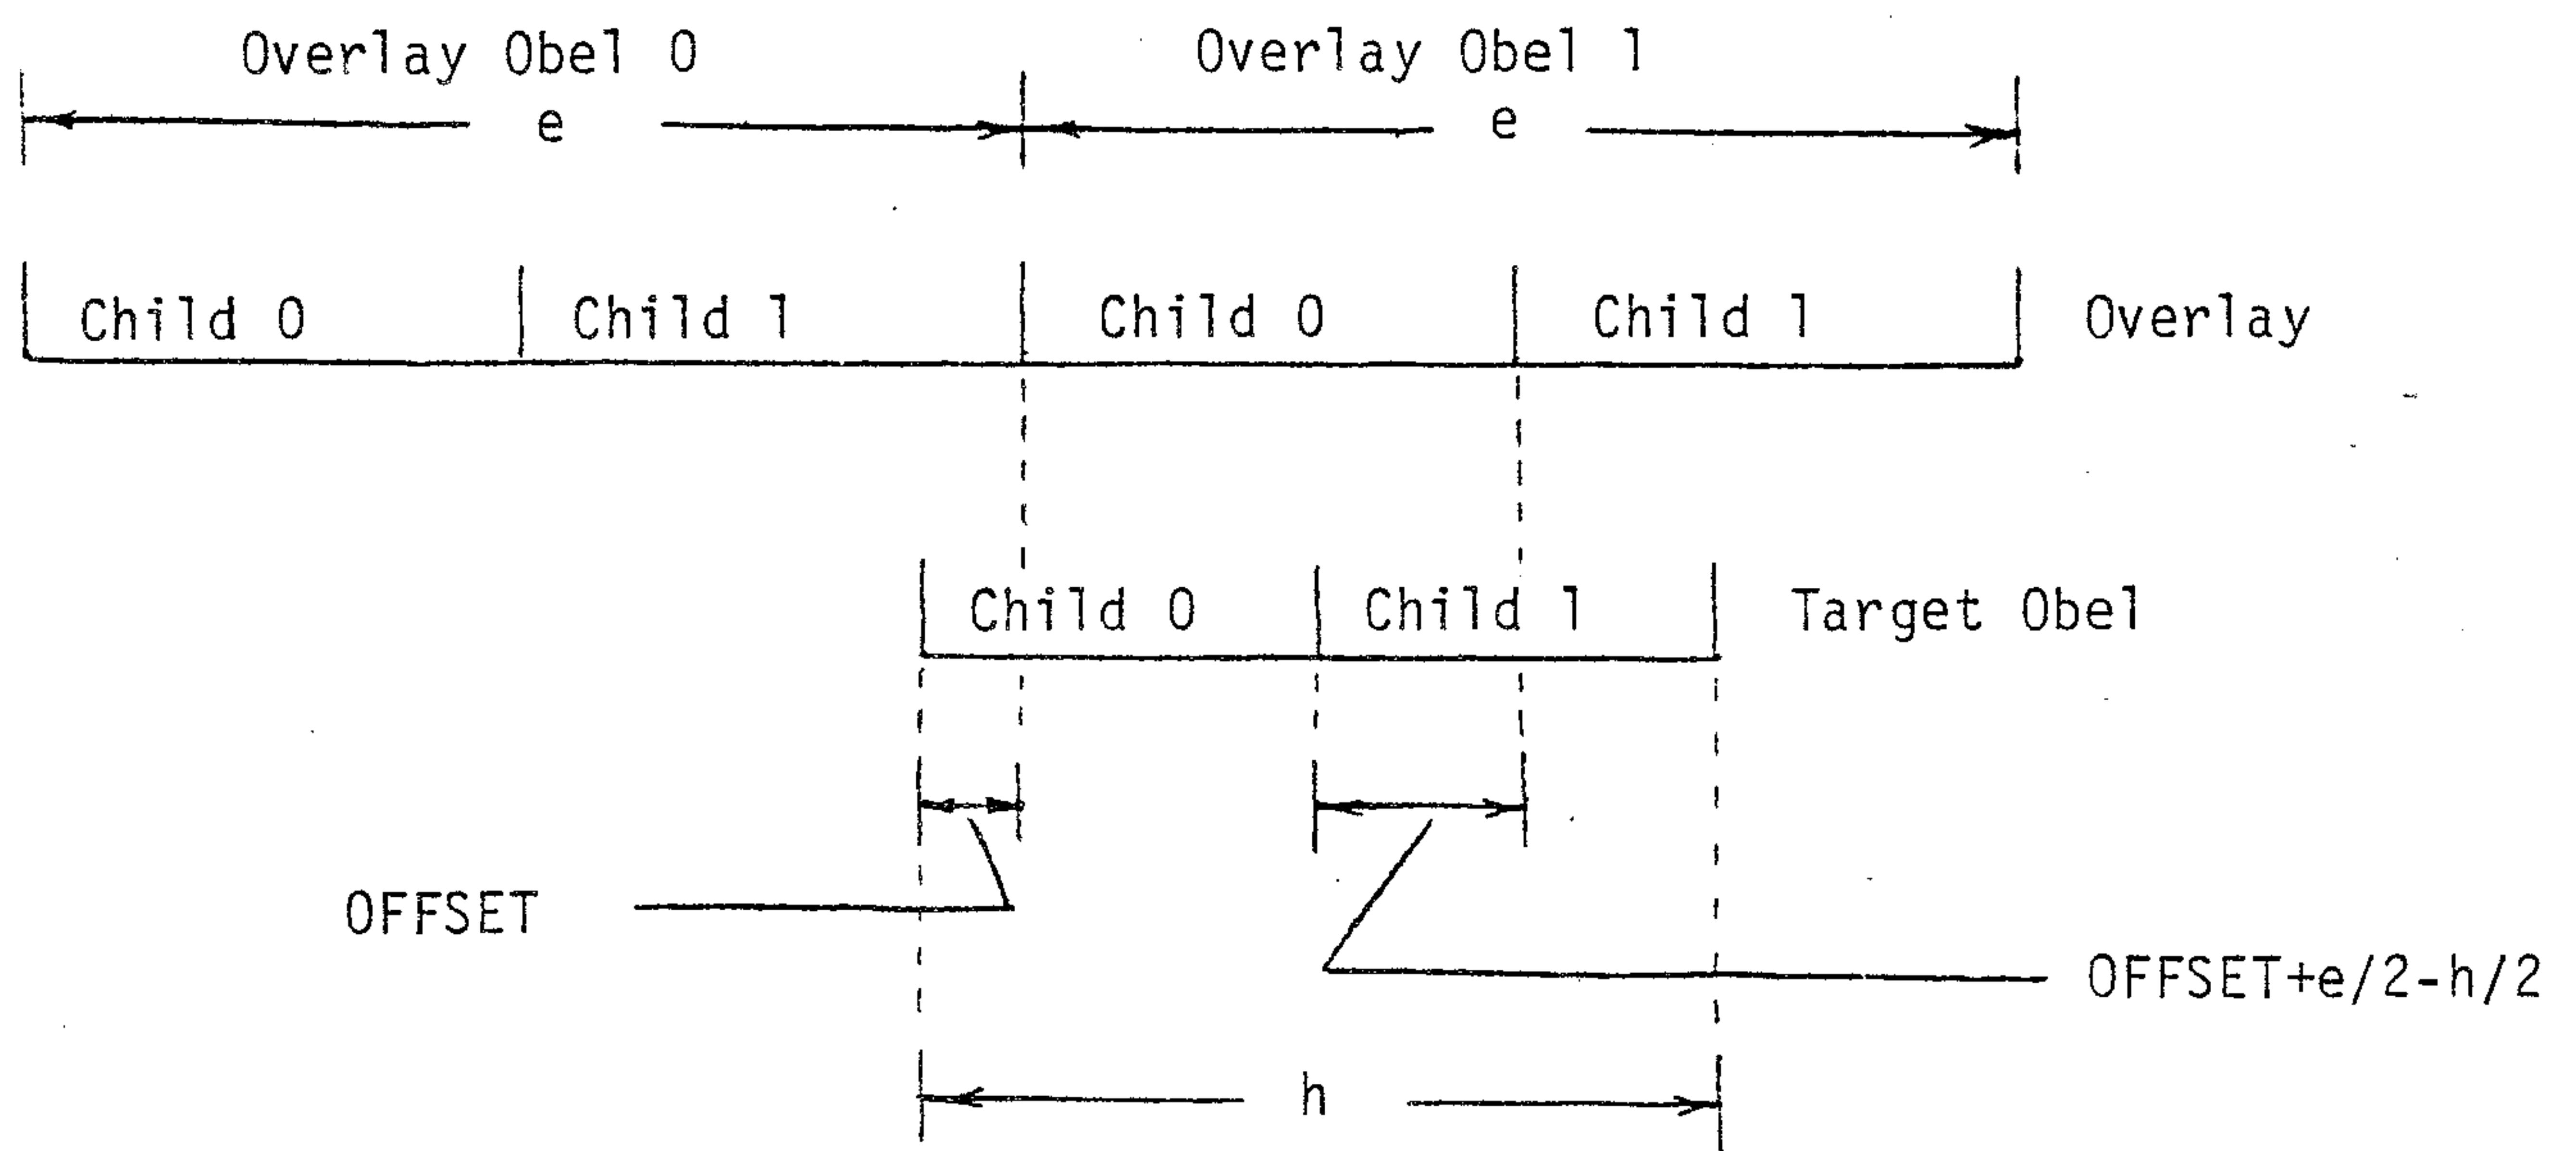 Overlay Obel 0 Overlay Obel 1
e e
Child 0 Child 1 Child 0 Child 1 Overlay
Child 0 Child 1 Target Obel
OFFSET
OFFSET+e/2-h/2
h